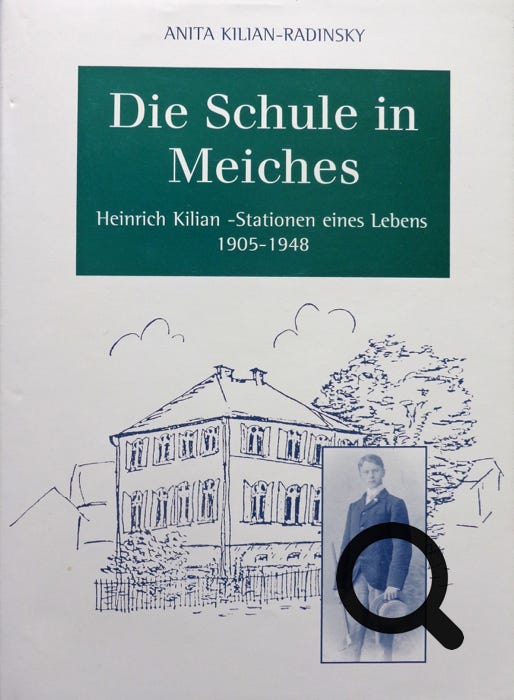 ANITA KILIAN-RADINSKY
Die Schule in
Meiches
Heinrich Kilian -Stationen eines Lebens
1905-1948